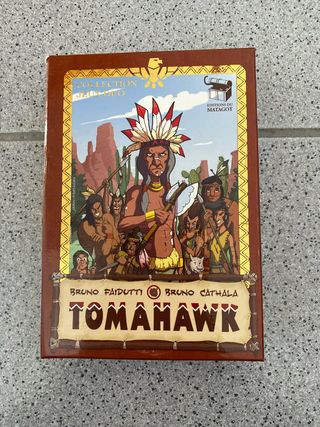 COLLECTION
EDITIONS DU
MATAGOT
BRUNO FAIDUTTI BRUNO CATHALA
TOMAHAWK